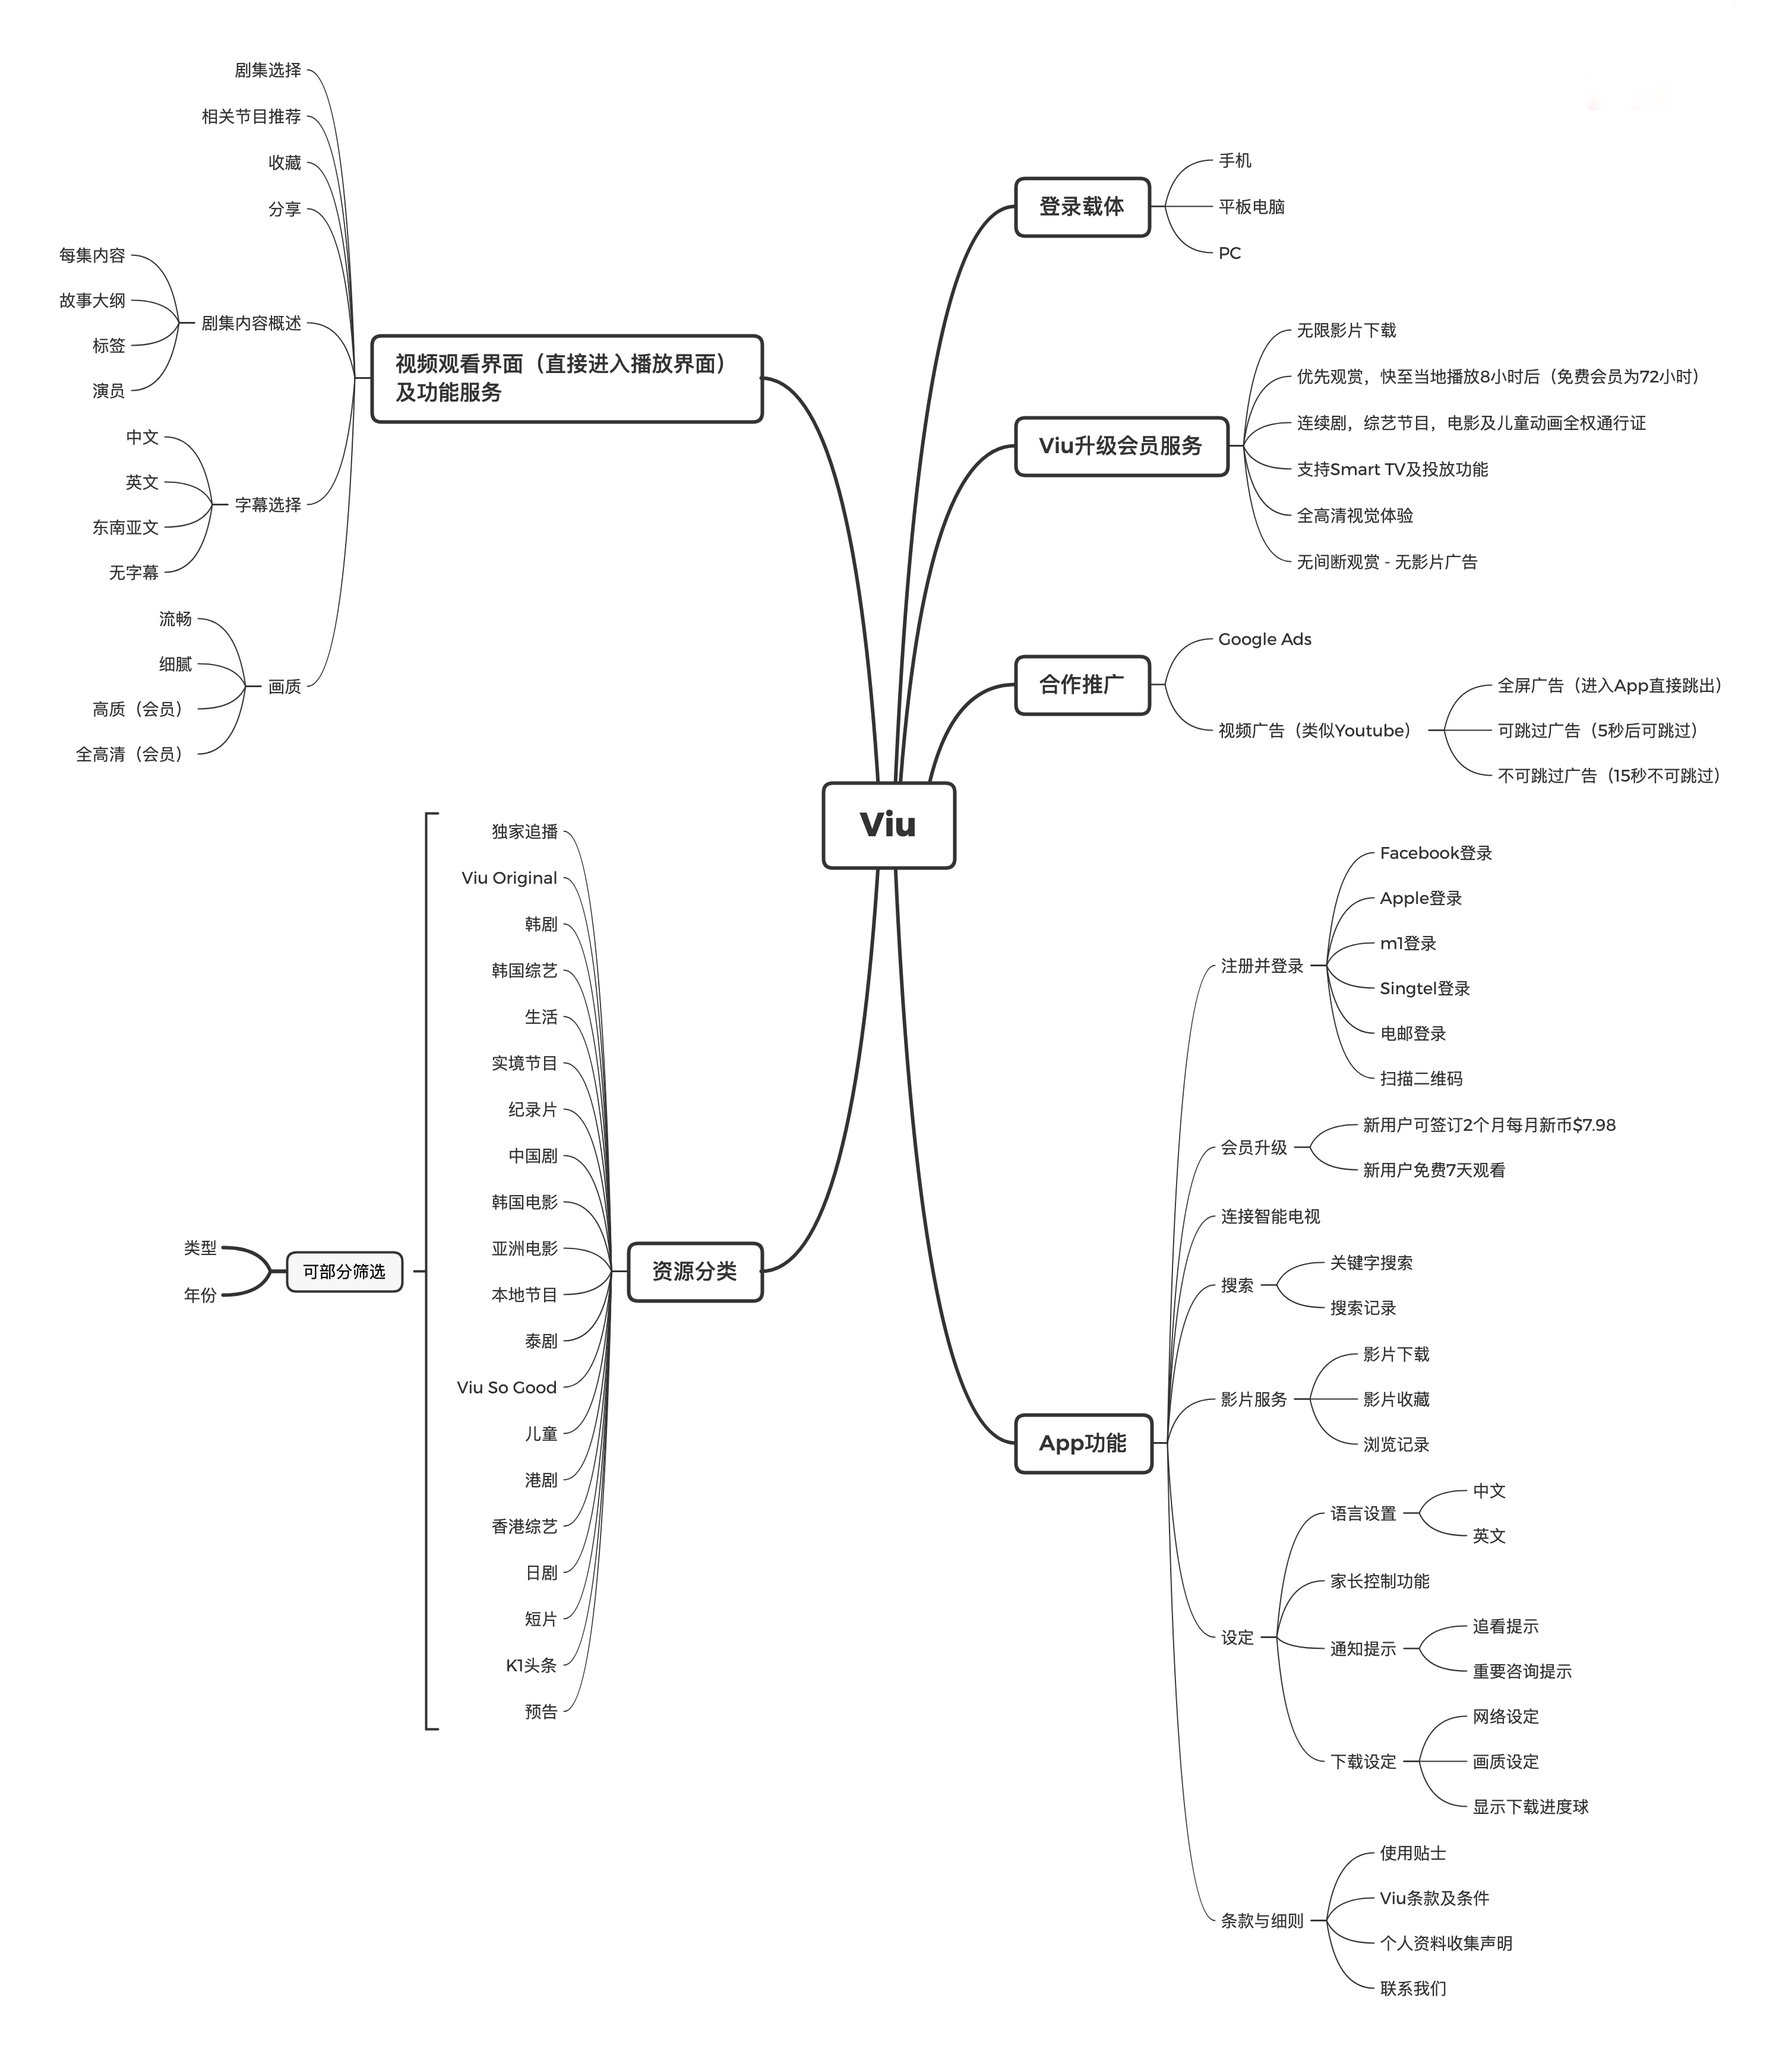 Viu
登录载体
手机
平板电脑
PC
Viu升级会员服务
无限影片下载
优先观赏，快至当地播放8小时后（免费会员为72小时）
连续剧，综艺节目，电影及儿童动画全权通行证
支持Smart TV及投放功能
全高清视觉体验
无间断观赏 - 无影片广告
合作推广
Google Ads
视频广告（类似Youtube）
全屏广告（进入App直接跳出）
可跳过广告（5秒后可跳过）
不可跳过广告（15秒不可跳过）
App功能
注册并登录
Facebook登录
Apple登录
m1登录
Singtel登录
电邮登录
扫描二维码
会员升级
新用户可签订2个月每月新币$7.98
新用户免费7天观看
连接智能电视
搜索
关键字搜索
搜索记录
影片服务
影片下载
影片收藏
浏览记录
设定
语言设置
中文
英文
家长控制功能
通知提示
追看提示
重要咨询提示
下载设定
网络设定
画质设定
显示下载进度球
条款与细则
使用贴士
Viu条款及条件
个人资料收集声明
联系我们
视频观看界面（直接进入播放界面）
及功能服务
剧集选择
相关节目推荐
收藏
分享
剧集内容概述
每集内容
故事大纲
标签
演员
字幕选择
中文
英文
东南亚文
无字幕
画质
流畅
细腻
高质（会员）
全高清（会员）
资源分类
独家追播
Viu Original
韩剧
韩国综艺
生活
实境节目
纪录片
中国剧
韩国电影
亚洲电影
本地节目
泰剧
Viu So Good
儿童
港剧
香港综艺
日剧
短片
K1头条
预告
可部分筛选
类型
年份